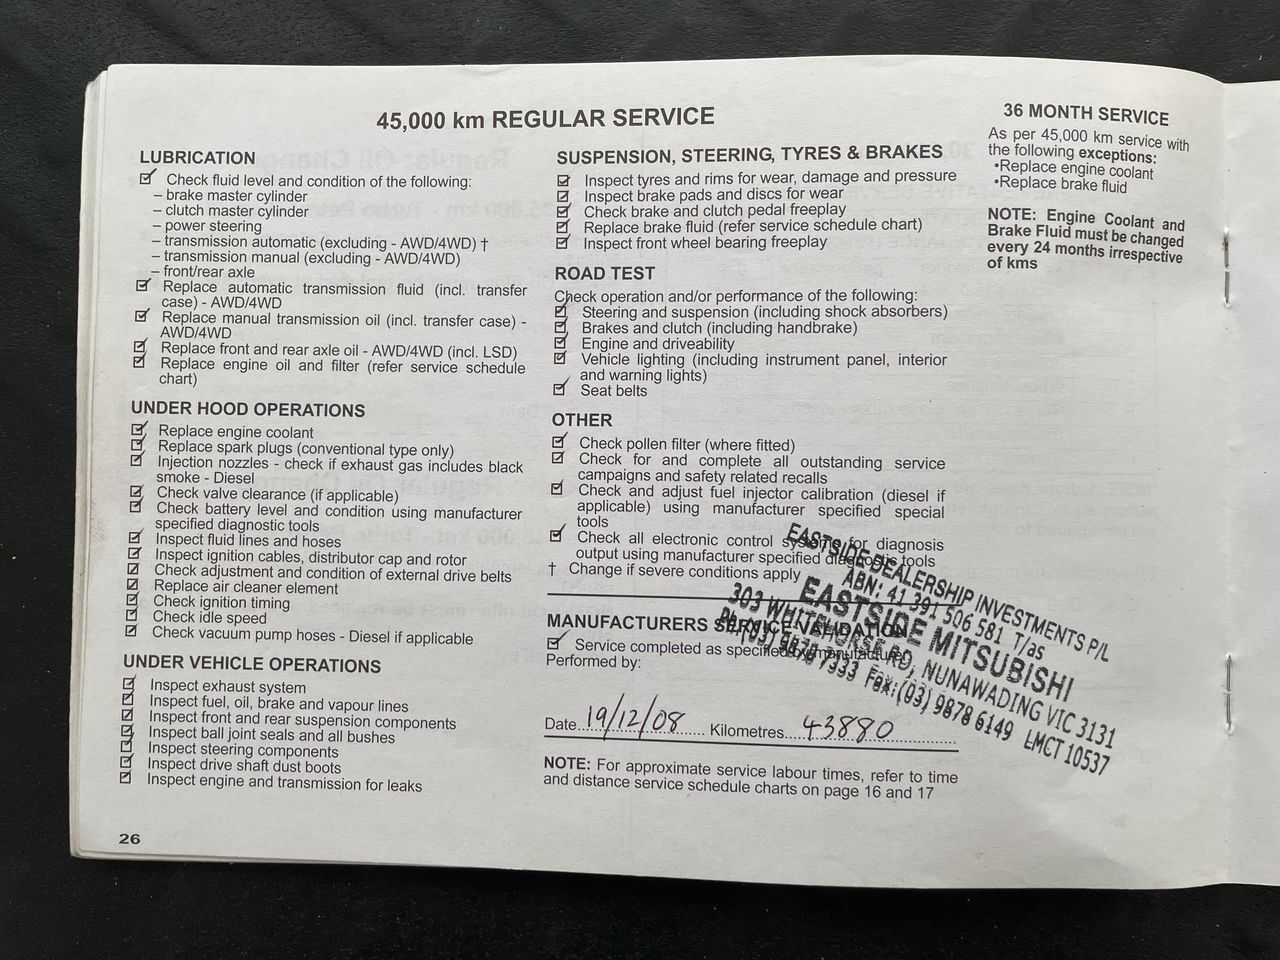 45,000 km REGULAR SERVICE
LUBRICATION
Check fluid level and condition of the following:
– brake master cylinder
– clutch master cylinder
– power steering
– transmission automatic (excluding - AWD/4WD) †
– transmission manual (excluding - AWD/4WD)
– front/rear axle
Replace automatic transmission fluid (incl. transfer
case) - AWD/4WD
Replace manual transmission oil (incl. transfer case) -
AWD/4WD
Replace front and rear axle oil - AWD/4WD (incl. LSD)
Replace engine oil and filter (refer service schedule
chart)
UNDER HOOD OPERATIONS
Replace engine coolant
Replace spark plugs (conventional type only)
Injection nozzles - check if exhaust gas includes black
smoke - Diesel
Check valve clearance (if applicable)
Check battery level and condition using manufacturer
specified diagnostic tools
Inspect fluid lines and hoses
Inspect ignition cables, distributor cap and rotor
Check adjustment and condition of external drive belts
Replace air cleaner element
Check ignition timing
Check idle speed
Check vacuum pump hoses - Diesel if applicable
UNDER VEHICLE OPERATIONS
Inspect exhaust system
Inspect fuel, oil, brake and vapour lines
Inspect front and rear suspension components
Inspect ball joint seals and all bushes
Inspect steering components
Inspect drive shaft dust boots
Inspect engine and transmission for leaks
26
SUSPENSION, STEERING, TYRES & BRAKES
Inspect tyres and rims for wear, damage and pressure
Inspect brake pads and discs for wear
Check brake and clutch pedal freeplay
Replace brake fluid (refer service schedule chart)
Inspect front wheel bearing freeplay
ROAD TEST
Check operation and/or performance of the following:
Steering and suspension (including shock absorbers)
Brakes and clutch (including handbrake)
Engine and driveability
Vehicle lighting (including instrument panel, interior
and warning lights)
Seat belts
OTHER
Check pollen filter (where fitted)
Check for and complete all outstanding service
campaigns and safety related recalls
Check and adjust fuel injector calibration (diesel if
applicable) using manufacturer specified special
tools
Check all electronic control systems for diagnosis
output using manufacturer specified diagnostic tools
† Change if severe conditions apply
MANUFACTURERS SERVICE VALIDATION
Service completed as specified by manufacturer
Performed by:
Date 19/12/08 Kilometres 43880
NOTE: For approximate service labour times, refer to time
and distance service schedule charts on page 16 and 17
EASTSIDE DEALERSHIP INVESTMENTS P/L
ABN: 41 391 506 581 T/as
EASTSIDE MITSUBISHI
303 WHITEHORSE RD, NUNAWADING VIC 3131
Ph: (03) 9878 7333 Fax: (03) 9878 6149 LMCT 10537
36 MONTH SERVICE
As per 45,000 km service with
the following exceptions:
•Replace engine coolant
•Replace brake fluid
NOTE: Engine Coolant and
Brake Fluid must be changed
every 24 months irrespective
of kms